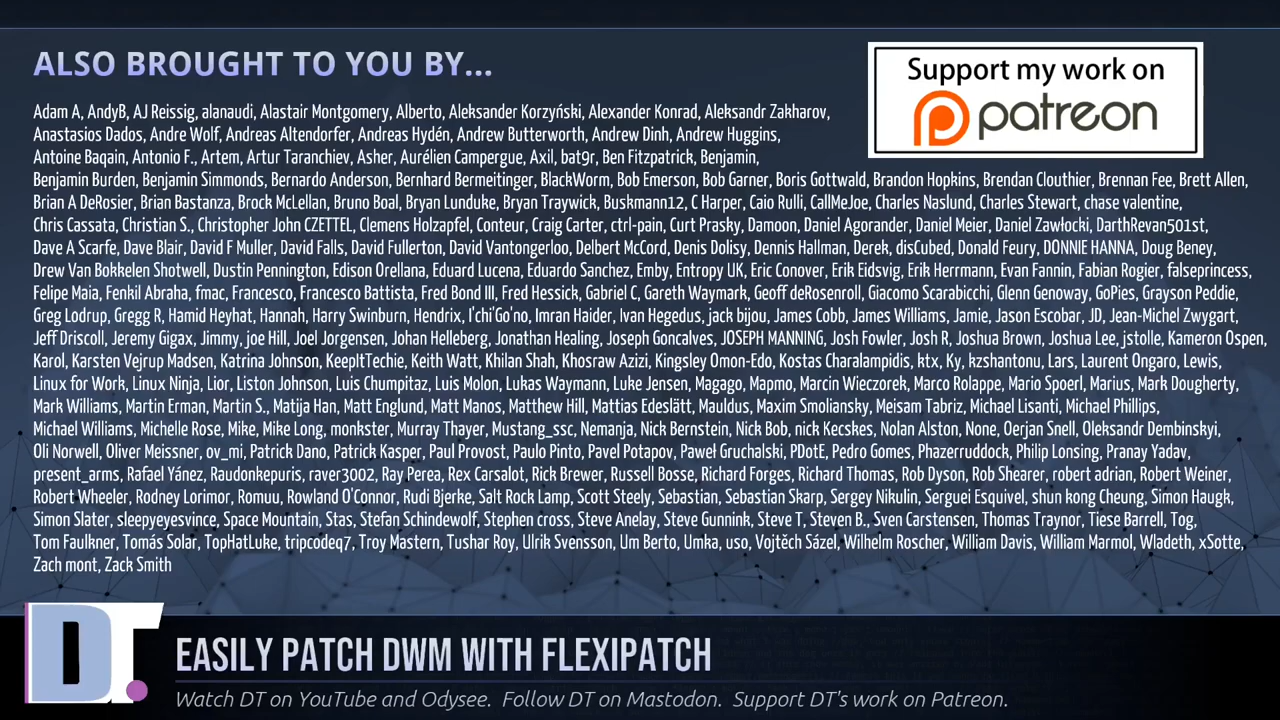 ALSO BROUGHT TO YOU BY...
Support my work on
patreon
Adam A, AndyB, AJ Reissig, alanaudi, Alastair Montgomery, Alberto, Aleksander Korzyński, Alexander Konrad, Aleksandr Zakharov,
Anastasios Dados, Andre Wolf, Andreas Altendorfer, Andreas Hydén, Andrew Butterworth, Andrew Dinh, Andrew Huggins,
Antoine Baqain, Antonio F., Artem, Artur Taranchiev, Asher, Aurélien Campergue, Axil, bat9r, Ben Fitzpatrick, Benjamin,
Benjamin Burden, Benjamin Simmonds, Bernardo Anderson, Bernhard Bermeitinger, BlackWorm, Bob Emerson, Bob Garner, Boris Gottwald, Brandon Hopkins, Brendan Clouthier, Brennan Fee, Brett Allen,
Brian A DeRosier, Brian Bastanza, Brock McLellan, Bruno Boal, Bryan Lunduke, Bryan Traywick, Buskmann12, C Harper, Caio Rulli, CallMeJoe, Charles Naslund, Charles Stewart, chase valentine,
Chris Cassata, Christian S., Christopher John CZETTEL, Clemens Holzapfel, Conteur, Craig Carter, ctrl-pain, Curt Prasky, Damoon, Daniel Agorander, Daniel Meier, Daniel Zawłocki, DarthRevan501st,
Dave A Scarfe, Dave Blair, David F Muller, David Falls, David Fullerton, David Vantongerloo, Delbert McCord, Denis Dolisy, Dennis Hallman, Derek, disCubed, Donald Feury, DONNIE HANNA, Doug Beney,
Drew Van Bokkelen Shotwell, Dustin Pennington, Edison Orellana, Eduard Lucena, Eduardo Sanchez, Emby, Entropy UK, Eric Conover, Erik Eidsvig, Erik Herrmann, Evan Fannin, Fabian Rogier, falseprincess,
Felipe Maia, Fenkil Abraha, fmac, Francesco, Francesco Battista, Fred Bond III, Fred Hessick, Gabriel C, Gareth Waymark, Geoff deRosenroll, Giacomo Scarabicchi, Glenn Genoway, GoPies, Grayson Peddie,
Greg Lodrup, Gregg R, Hamid Heyhat, Hannah, Harry Swinburn, Hendrix, I'chi'Go'no, Imran Haider, Ivan Hegedus, jack bijou, James Cobb, James Williams, Jamie, Jason Escobar, JD, Jean-Michel Zwygart,
Jeff Driscoll, Jeremy Gigax, Jimmy, joe Hill, Joel Jorgensen, Johan Helleberg, Jonathan Healing, Joseph Goncalves, JOSEPH MANNING, Josh Fowler, Josh R, Joshua Brown, Joshua Lee, jstolle, Kameron Ospen,
Karol, Karsten Vejrup Madsen, Katrina Johnson, KeepItTechie, Keith Watt, Khilan Shah, Khosraw Azizi, Kingsley Omon-Edo, Kostas Charalampidis, ktx, Ky, kzshantonu, Lars, Laurent Ongaro, Lewis,
Linux for Work, Linux Ninja, Lior, Liston Johnson, Luis Chumpitaz, Luis Molon, Lukas Waymann, Luke Jensen, Magago, Mapmo, Marcin Wieczorek, Marco Rolappe, Mario Spoerl, Marius, Mark Dougherty,
Mark Williams, Martin Erman, Martin S., Matija Han, Matt Englund, Matt Manos, Matthew Hill, Mattias Edeslätt, Mauldus, Maxim Smoliansky, Meisam Tabriz, Michael Lisanti, Michael Phillips,
Michael Williams, Michelle Rose, Mike, Mike Long, monkster, Murray Thayer, Mustang_ssc, Nemanja, Nick Bernstein, Nick Bob, nick Kecskes, Nolan Alston, None, Oerjan Snell, Oleksandr Dembinskyi,
Oli Norwell, Oliver Meissner, ov_mi, Patrick Dano, Patrick Kasper, Paul Provost, Paulo Pinto, Pavel Potapov, Paweł Gruchalski, PDotE, Pedro Gomes, Phazerruddock, Philip Lonsing, Pranay Yadav,
present_arms, Rafael Yánez, Raudonkepuris, raver3002, Ray Perea, Rex Carsalot, Rick Brewer, Russell Bosse, Richard Forges, Richard Thomas, Rob Dyson, Rob Shearer, robert adrian, Robert Weiner,
Robert Wheeler, Rodney Lorimor, Romuu, Rowland O'Connor, Rudi Bjerke, Salt Rock Lamp, Scott Steely, Sebastian, Sebastian Skarp, Sergey Nikulin, Serguei Esquivel, shun kong Cheung, Simon Haugk,
Simon Slater, sleepyeyesvince, Space Mountain, Stas, Stefan Schindewolf, Stephen cross, Steve Anelay, Steve Gunnink, Steve T, Steven B., Sven Carstensen, Thomas Traynor, Tiese Barrell, Tog,
Tom Faulkner, Tomás Solar, TopHatLuke, tripcodeq7, Troy Mastern, Tushar Roy, Ulrik Svensson, Um Berto, Umka, uso, Vojtěch Sázel, Wilhelm Roscher, William Davis, William Marmol, Wladeth, xSotte,
Zach mont, Zack Smith
DT.
EASILY PATCH DWM WITH FLEXIPATCH
Watch DT on YouTube and Odysee. Follow DT on Mastodon. Support DT's work on Patreon.